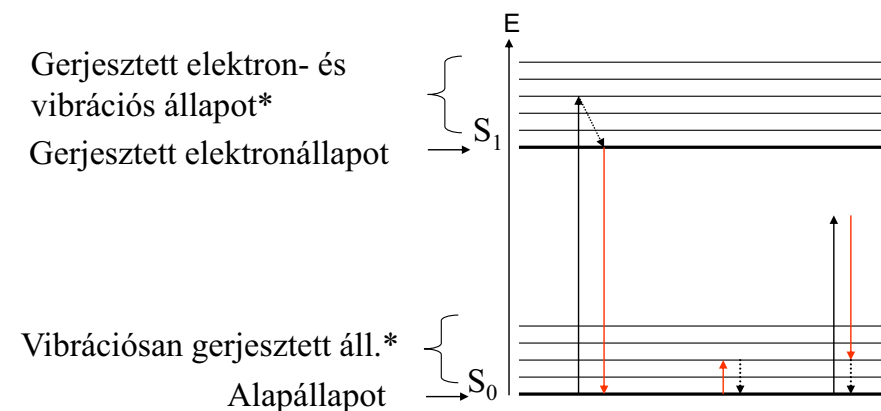 E
Gerjesztett elektron- és
vibrációs állapot*
S₁
Gerjesztett elektronállapot
Vibrációsan gerjesztett áll.*
S₀
Alapállapot